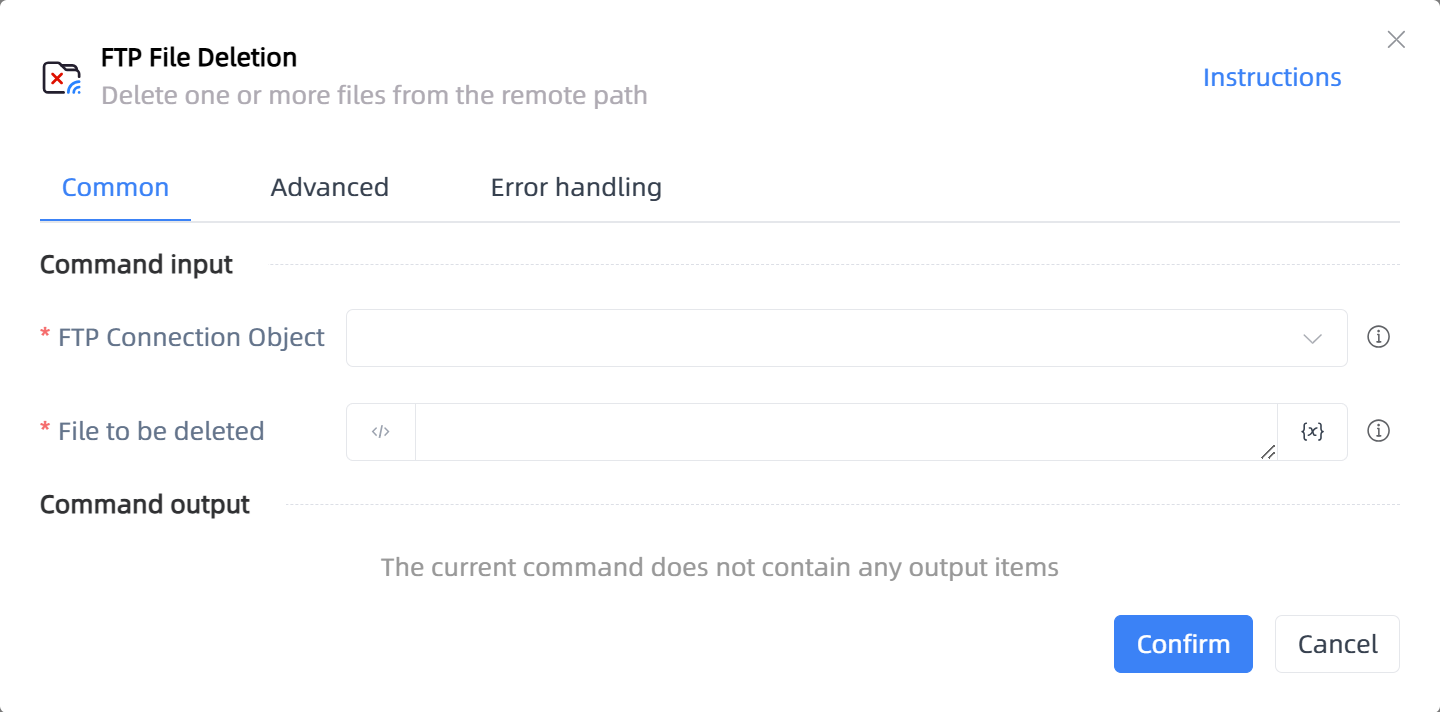 FTP File Deletion
Delete one or more files from the remote path
Instructions
Common Advanced Error handling
Command input
* FTP Connection Object
* File to be deleted </> {x}
Command output
The current command does not contain any output items
Confirm Cancel